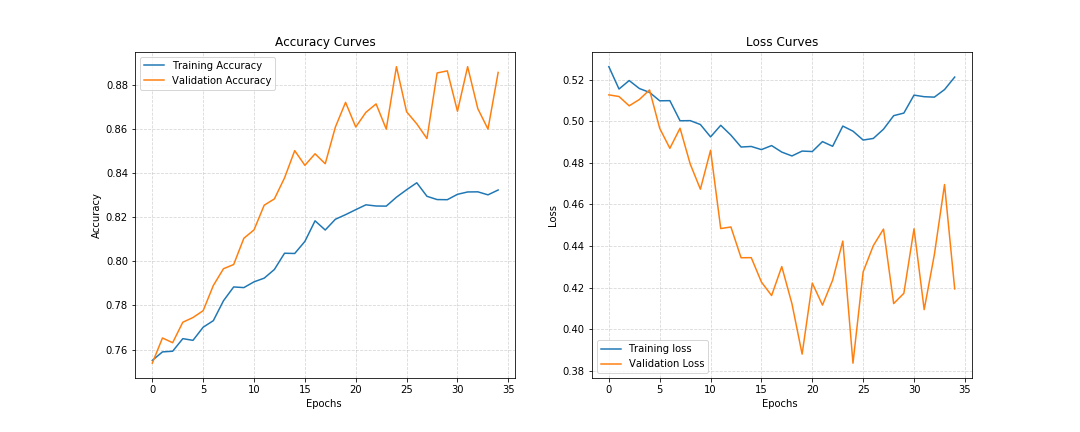 Accuracy Curves
Training Accuracy
Validation Accuracy
0.88
0.86
0.84
0.82
0.80
0.78
0.76
Accuracy
0 5 10 15 20 25 30 35
Epochs
Loss Curves
0.52
0.50
0.48
0.46
0.44
0.42
0.40
0.38
Loss
Training loss
Validation Loss
0 5 10 15 20 25 30 35
Epochs